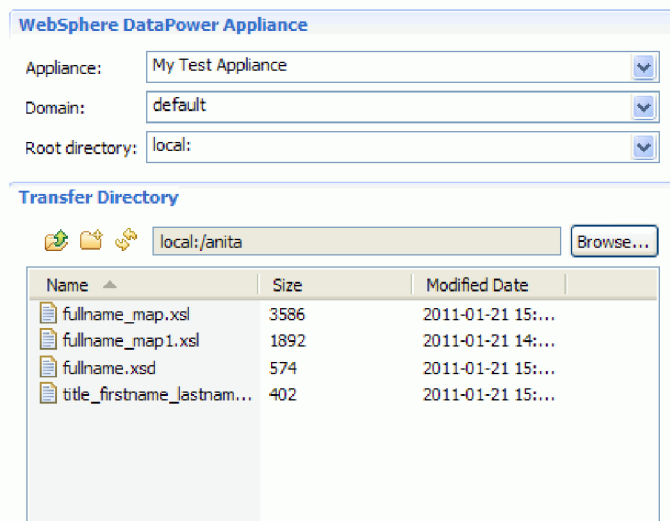 WebSphere DataPower Appliance
Appliance: My Test Appliance
Domain: default
Root directory: local:
Transfer Directory
local:/anita Browse...
Name Size Modified Date
fullname_map.xsl 3586 2011-01-21 15:...
fullname_map1.xsl 1892 2011-01-21 14:...
fullname.xsd 574 2011-01-21 15:...
title_firstname_lastnam... 402 2011-01-21 15:...